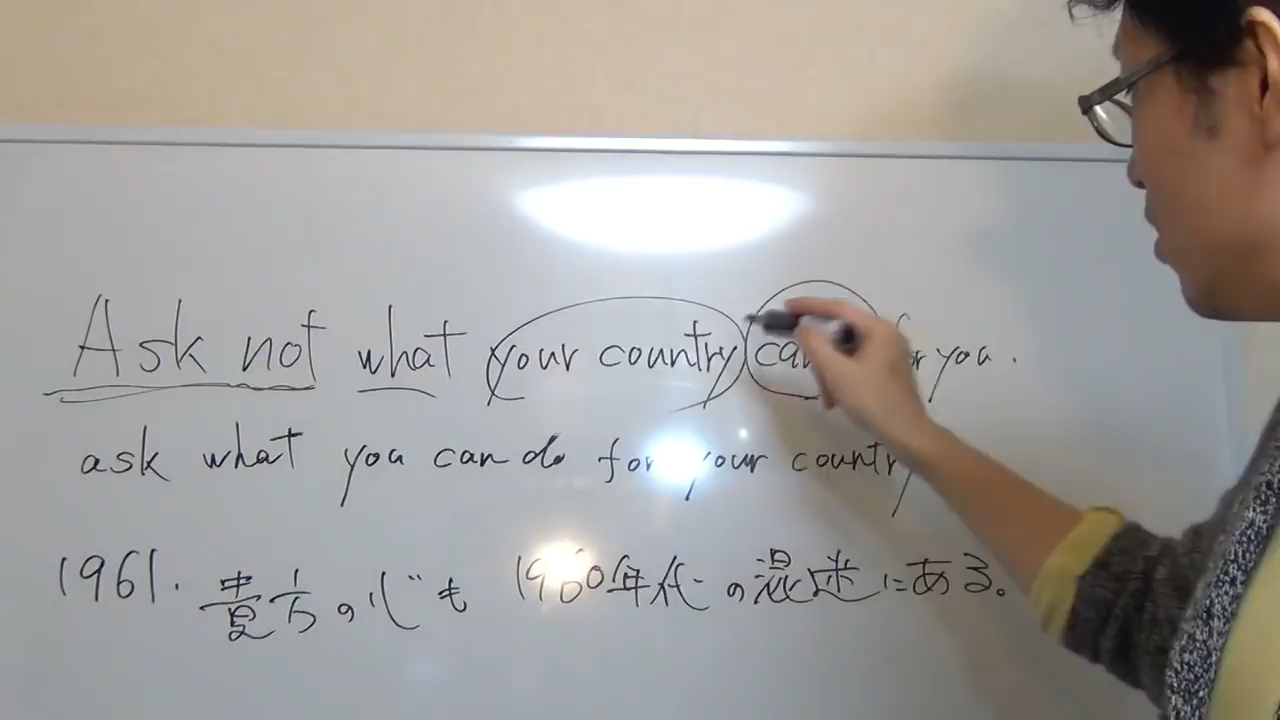 Ask not what your country can for you.
ask what you can do for your country
1961. 貴方の心も 1960年代の混迷にある。